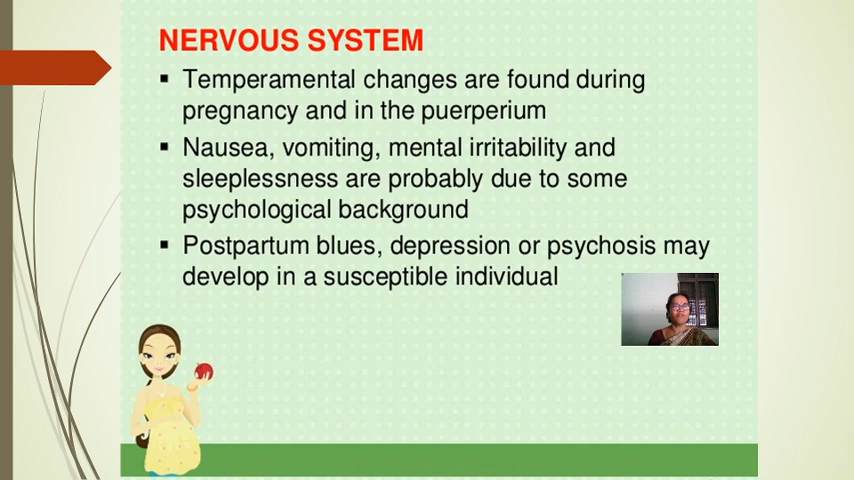 NERVOUS SYSTEM
▪ Temperamental changes are found during
pregnancy and in the puerperium
▪ Nausea, vomiting, mental irritability and
sleeplessness are probably due to some
psychological background
▪ Postpartum blues, depression or psychosis may
develop in a susceptible individual